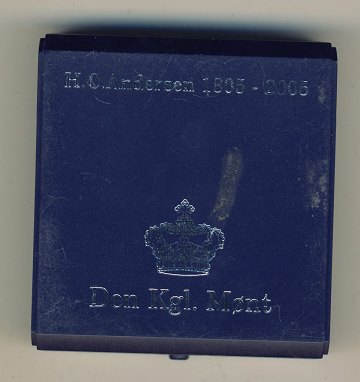 H.C.Andersen 1805 - 2005
Den Kgl. Mønt